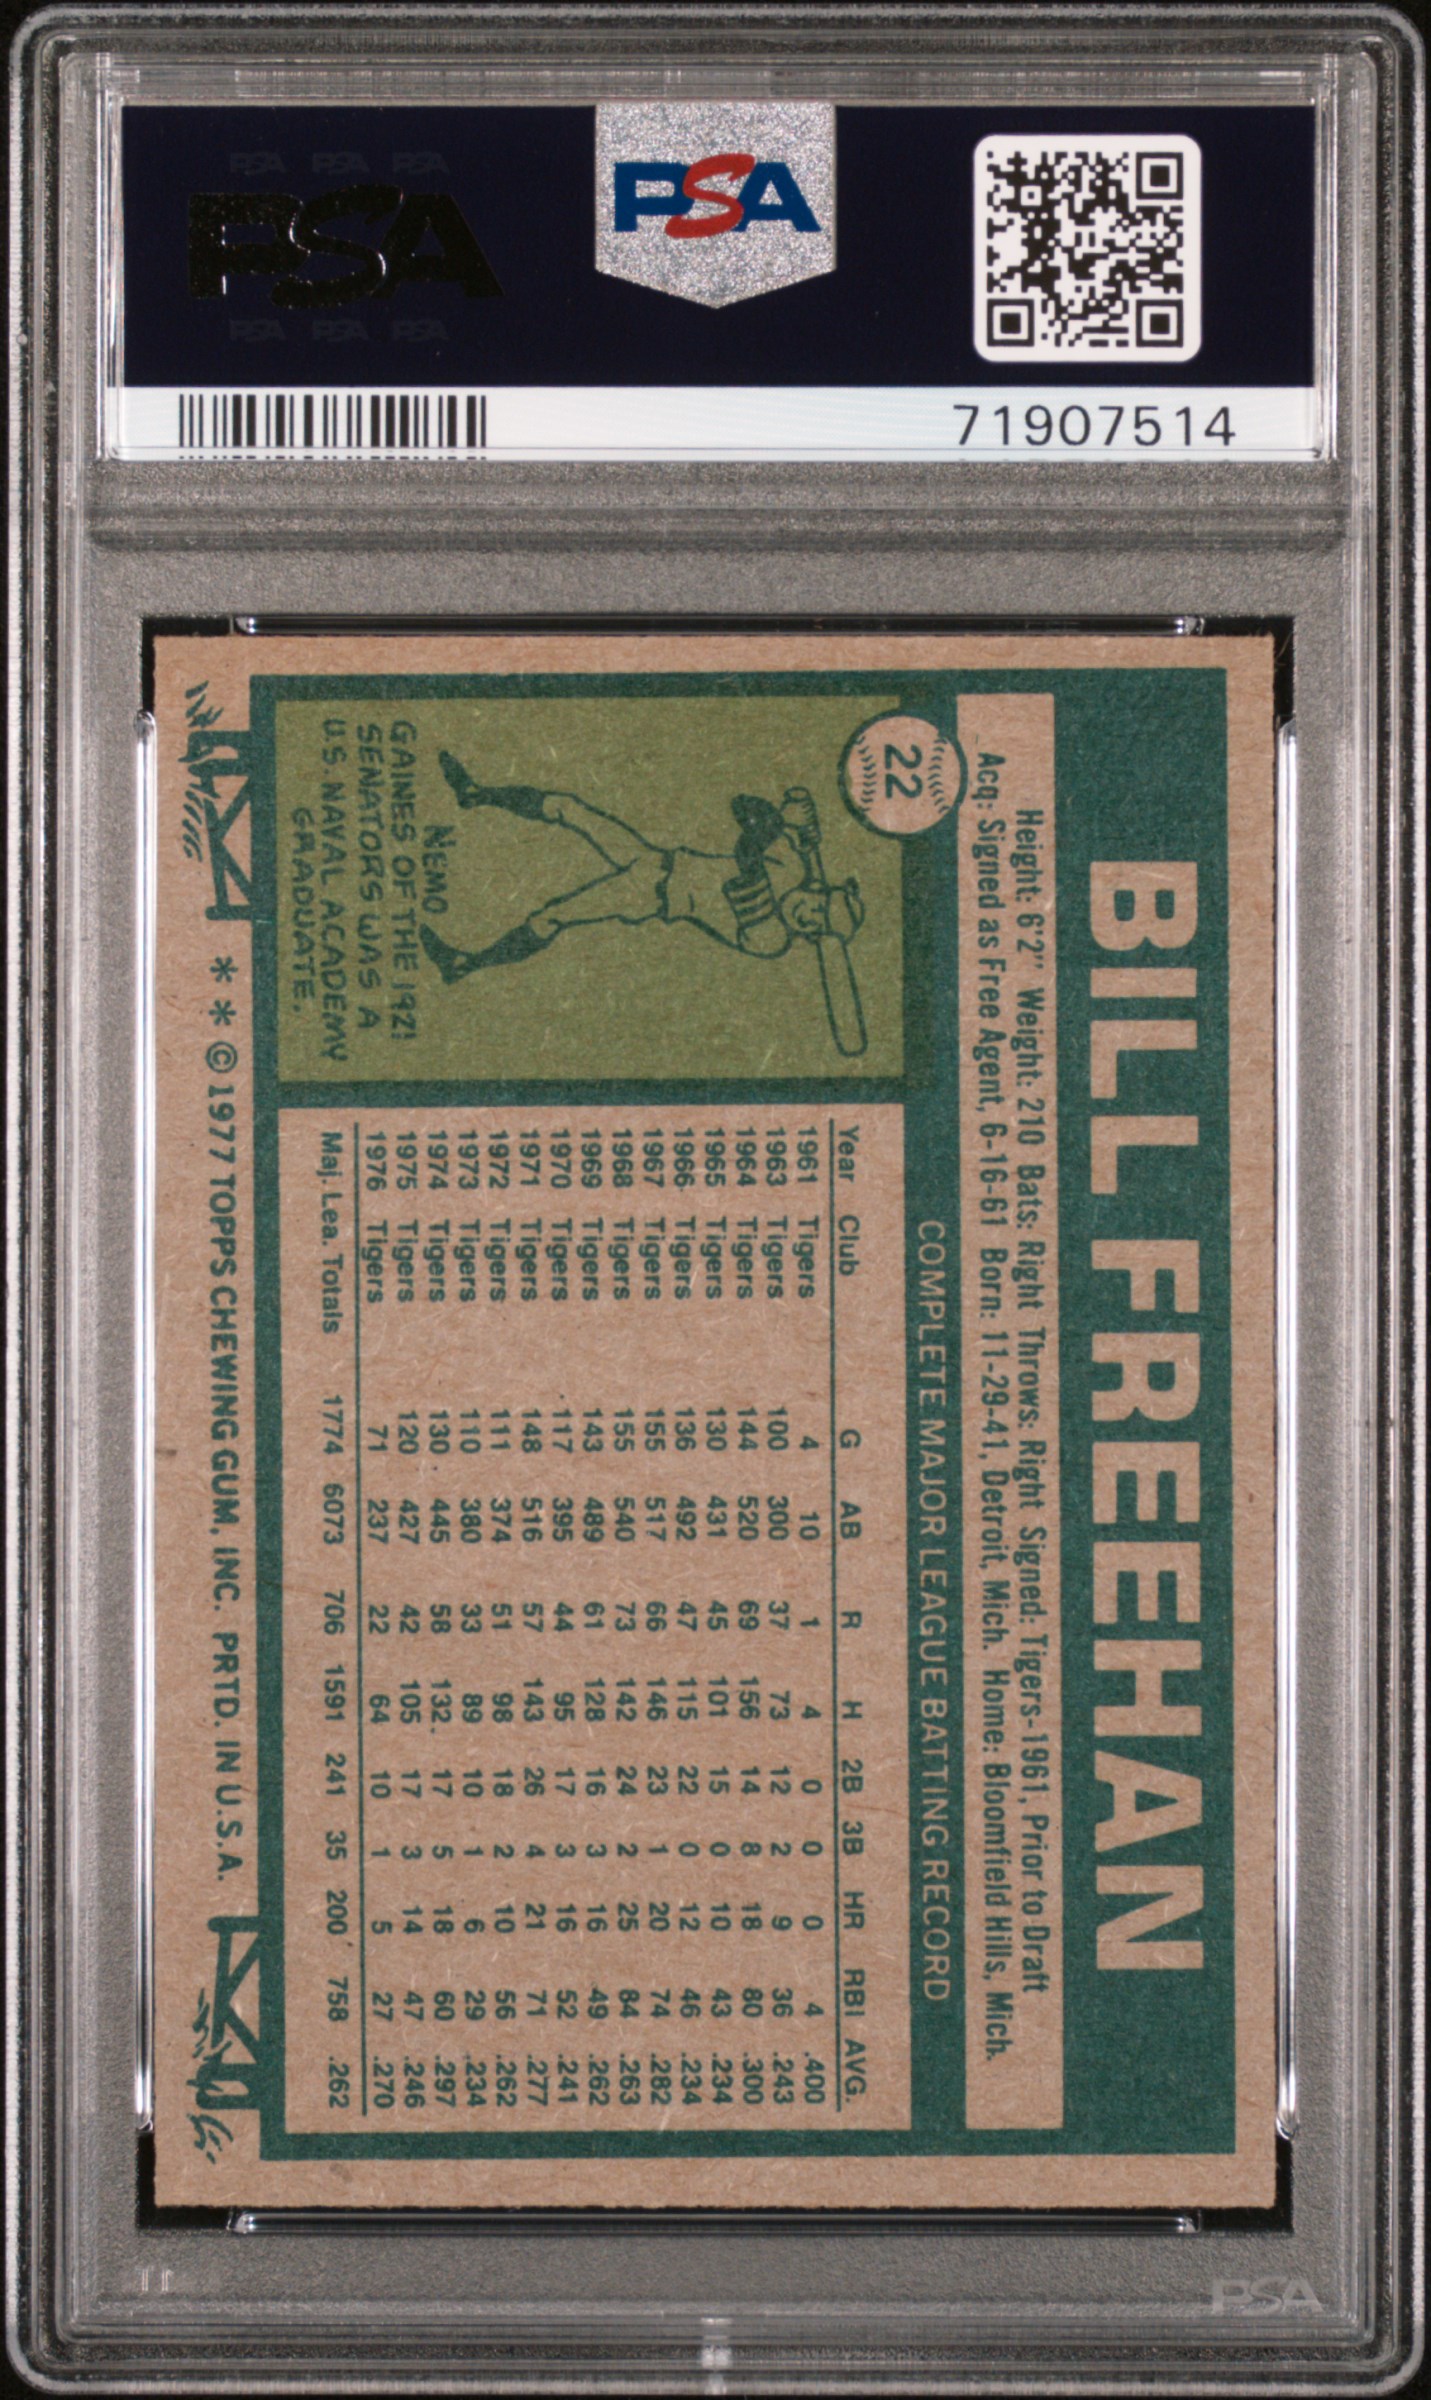 PSA PSA PSA
PSA
PSA PSA PSA
PSA
71907514
BILL FREEHAN
Height: 6'2" Weight: 210 Bats: Right Throws: Right Signed: Tigers-1961, Prior to Draft
Acq: Signed as Free Agent, 6-16-61 Born: 11-29-41, Detroit, Mich. Home: Bloomfield Hills, Mich.
22
COMPLETE MAJOR LEAGUE BATTING RECORD
NEMO
GAINES OF THE 1921
SENATORS WAS A
U.S. NAVAL ACADEMY
GRADUATE.
Year Club G AB R H 2B 3B HR RBI AVG.
1961 Tigers 4 10 1 4 0 0 0 4 .400
1963 Tigers 100 300 37 73 12 2 9 36 .243
1964 Tigers 144 520 69 156 14 8 18 80 .300
1965 Tigers 130 431 45 101 15 0 10 43 .234
1966 Tigers 136 492 47 115 22 0 12 46 .234
1967 Tigers 155 517 66 146 23 1 20 74 .282
1968 Tigers 155 540 73 142 24 2 25 84 .263
1969 Tigers 143 489 61 128 16 3 16 49 .262
1970 Tigers 117 395 44 95 17 3 16 52 .241
1971 Tigers 148 516 57 143 26 4 21 71 .277
1972 Tigers 111 374 51 98 18 2 10 56 .262
1973 Tigers 110 380 33 89 10 1 6 29 .234
1974 Tigers 130 445 58 132 17 5 18 60 .297
1975 Tigers 120 427 42 105 17 3 14 47 .246
1976 Tigers 71 237 22 64 10 1 5 27 .270
Maj. Lea. Totals 1774 6073 706 1591 241 35 200 758 .262
** © 1977 TOPPS CHEWING GUM, INC. PRTD. IN U.S.A.
PSA